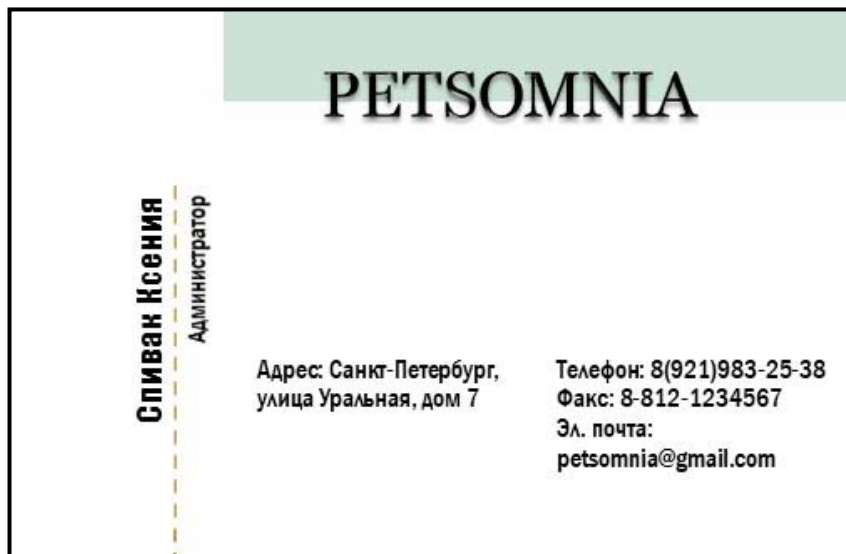 PETSOMNIA
Спивак Ксения
Администратор
Адрес: Санкт-Петербург,
улица Уральная, дом 7
Телефон: 8(921)983-25-38
Факс: 8-812-1234567
Эл. почта:
petsomnia@gmail.com